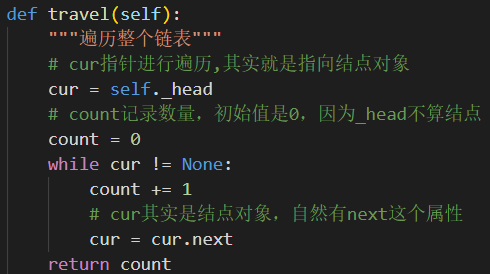 def travel(self):
"""遍历整个链表"""
# cur指针进行遍历,其实就是指向结点对象
cur = self._head
# count记录数量，初始值是0，因为_head不算结点
count = 0
while cur != None:
count += 1
# cur其实是结点对象，自然有next这个属性
cur = cur.next
return count